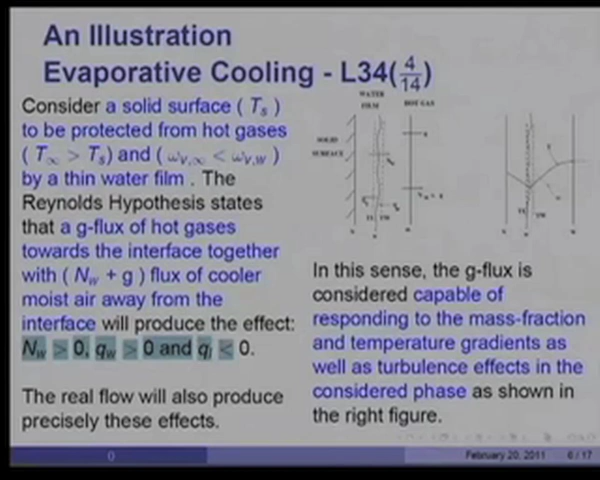 An Illustration
Evaporative Cooling - L34(4/14)
Consider a solid surface ( Ts )
to be protected from hot gases
( T∞ > Ts) and ( ωv,∞ < ωv,w )
by a thin water film . The
Reynolds Hypothesis states
that a g-flux of hot gases
towards the interface together
with ( Nw + g ) flux of cooler
moist air away from the
interface will produce the effect:
Nw > 0, qw > 0 and ql < 0.
The real flow will also produce
precisely these effects.
WATER
FILM
HOT GAS
SOLID
SURFACE
In this sense, the g-flux is
considered capable of
responding to the mass-fraction
and temperature gradients as
well as turbulence effects in the
considered phase as shown in
the right figure.
()
February 20, 2011
6 / 17